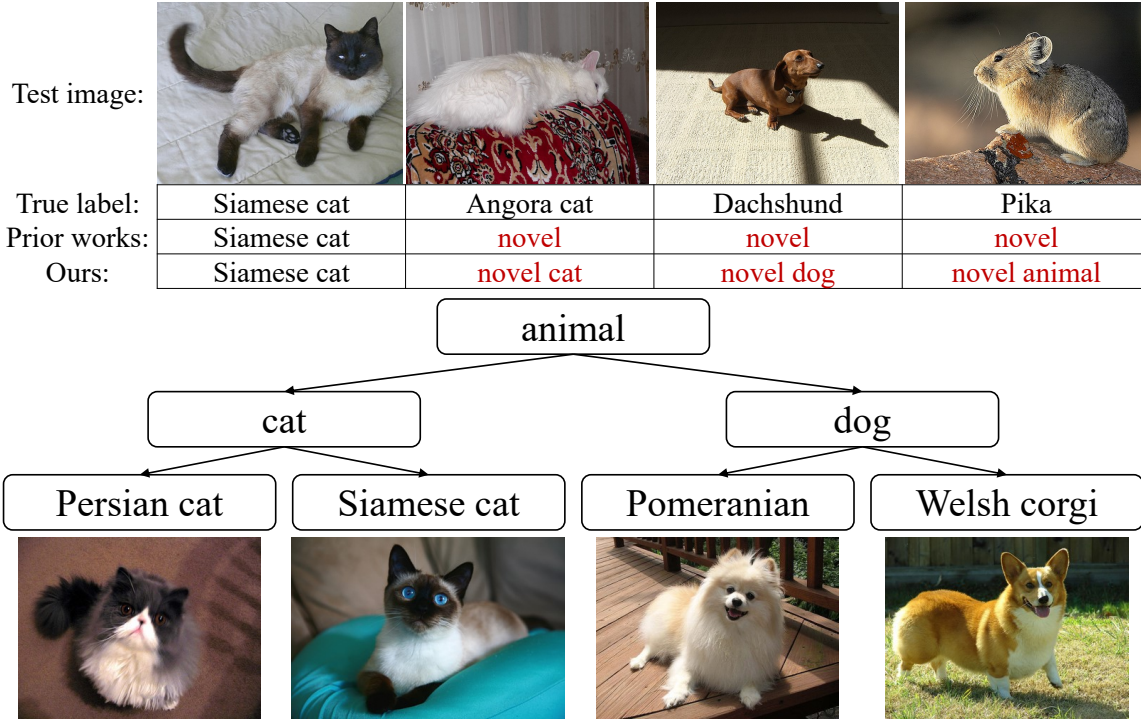 Test image:
True label: Siamese cat Angora cat Dachshund Pika
Prior works: Siamese cat novel novel novel
Ours: Siamese cat novel cat novel dog novel animal
animal
cat dog
Persian cat Siamese cat Pomeranian Welsh corgi